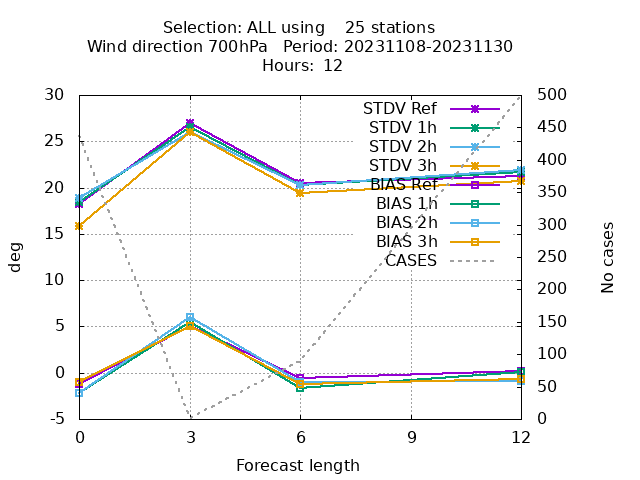 Selection: ALL using    25 stations
Wind direction 700hPa   Period: 20231108-20231130
Hours:  12
30
25
20
15
10
5
0
-5
deg
500
450
400
350
300
250
200
150
100
50
0
No cases
STDV Ref
STDV 1h
STDV 2h
STDV 3h
BIAS Ref
BIAS 1h
BIAS 2h
BIAS 3h
CASES
0 3 6 9 12
Forecast length